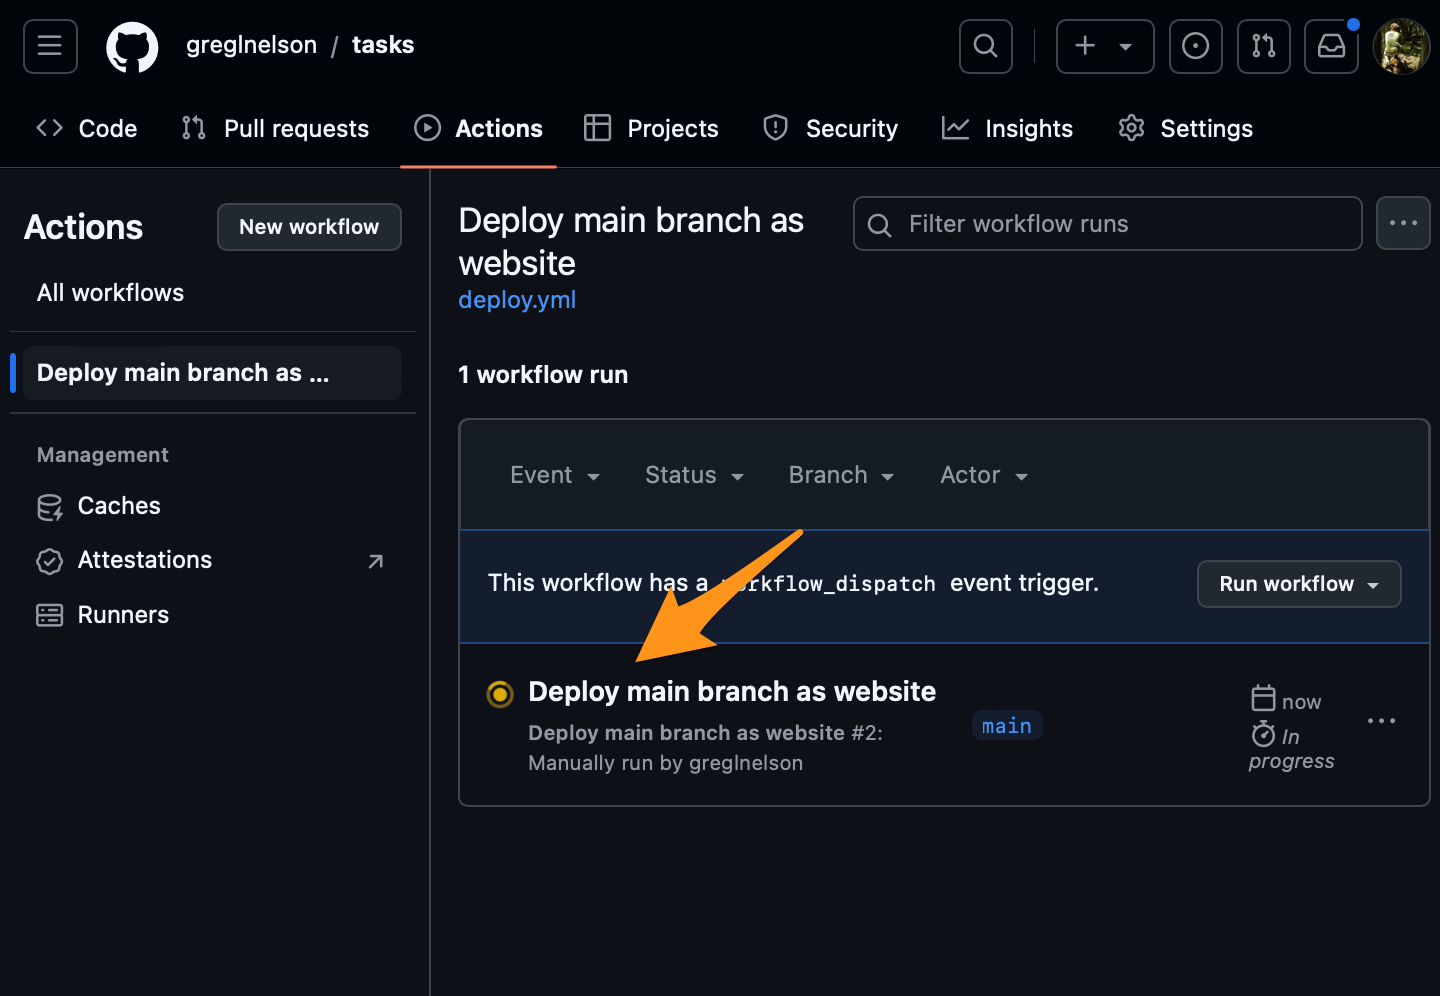 greglnelson / tasks
Code Pull requests Actions Projects Security Insights Settings
Actions New workflow
All workflows
Deploy main branch as ...
Management
Caches
Attestations
Runners
Deploy main branch as
website
deploy.yml
Filter workflow runs
1 workflow run
Event Status Branch Actor
This workflow has a workflow_dispatch event trigger.
Run workflow
Deploy main branch as website
Deploy main branch as website #2:
Manually run by greglnelson
main
now
In
progress